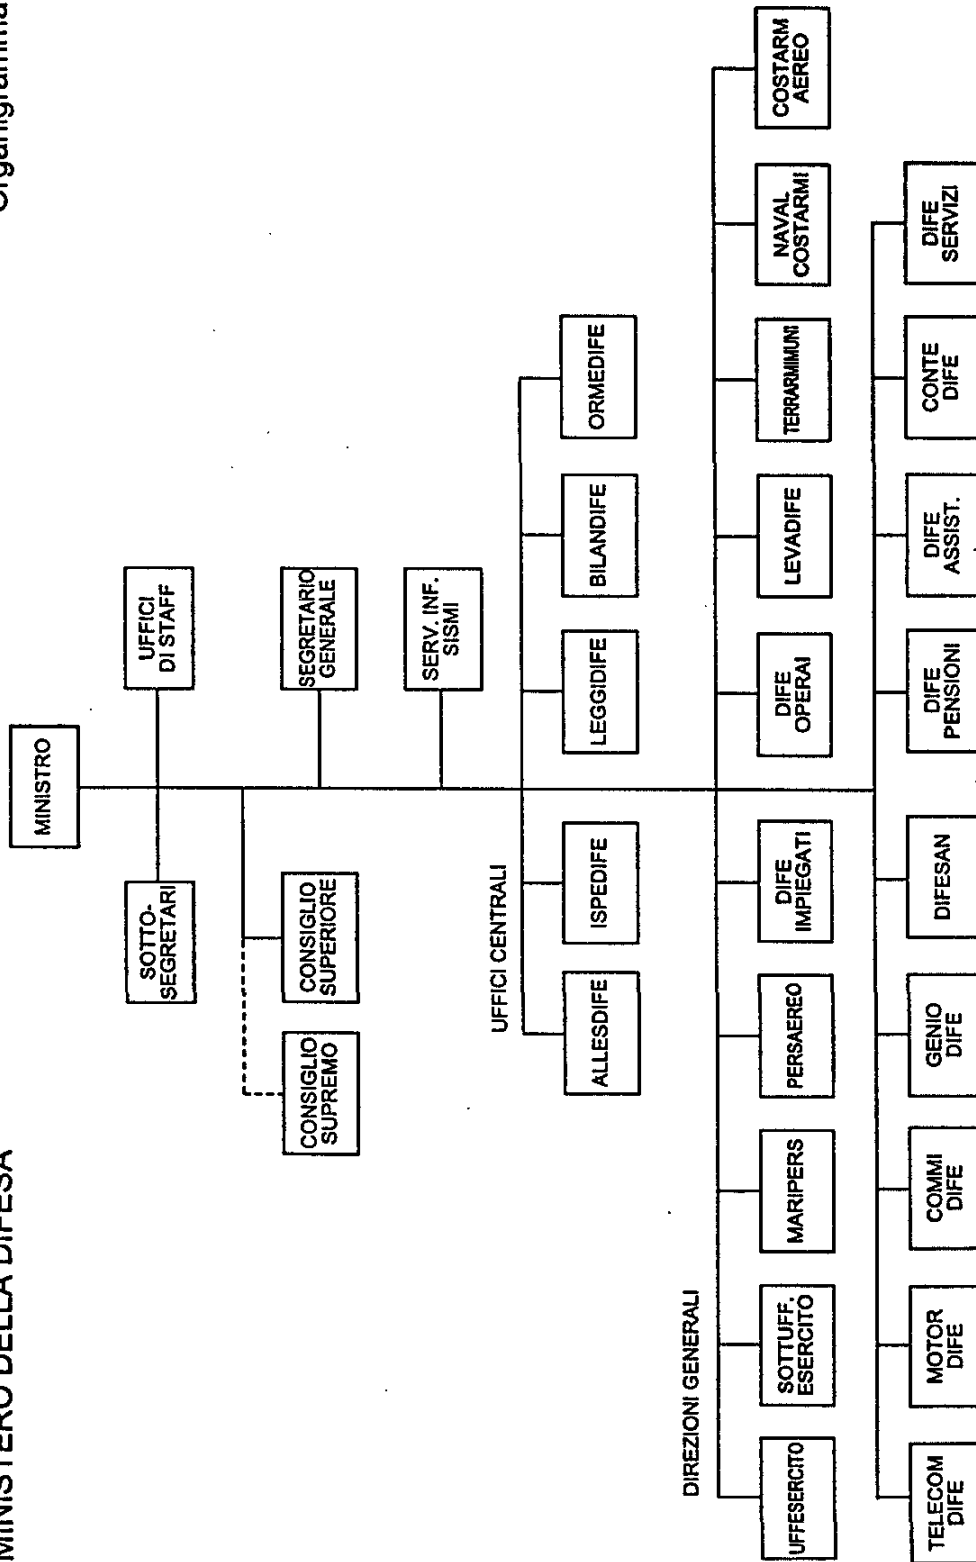 MINISTERO DELLA DIFESA
Organigramma
MINISTRO
SOTTO-
SEGRETARI
UFFICI
DI STAFF
CONSIGLIO
SUPREMO
CONSIGLIO
SUPERIORE
SEGRETARIO
GENERALE
SERV. INF.
SISMI
UFFICI CENTRALI
ALLESDIFE
ISPEDIFE
LEGGIDIFE
BILANDIFE
ORMEDIFE
DIREZIONI GENERALI
UFFESERCITO
SOTTUFF.
ESERCITO
MARIPERS
PERSAEREO
DIFE
IMPIEGATI
DIFE
OPERAI
LEVADIFE
TERRARMIMUNI
NAVAL
COSTARMI
COSTARM
AEREO
TELECOM
DIFE
MOTOR
DIFE
COMMI
DIFE
GENIO
DIFE
DIFESAN
DIFE
PENSIONI
DIFE
ASSIST.
CONTE
DIFE
DIFE
SERVIZI